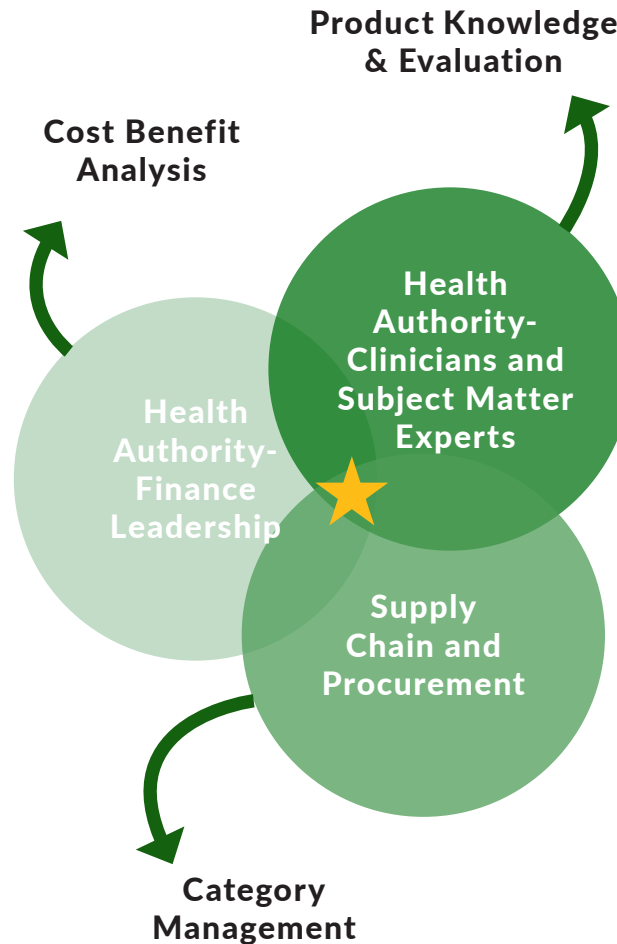 Product Knowledge
& Evaluation
Cost Benefit
Analysis
Health
Authority-
Clinicians and
Subject Matter
Experts
Health
Authority-
Finance
Leadership
Supply
Chain and
Procurement
Category
Management